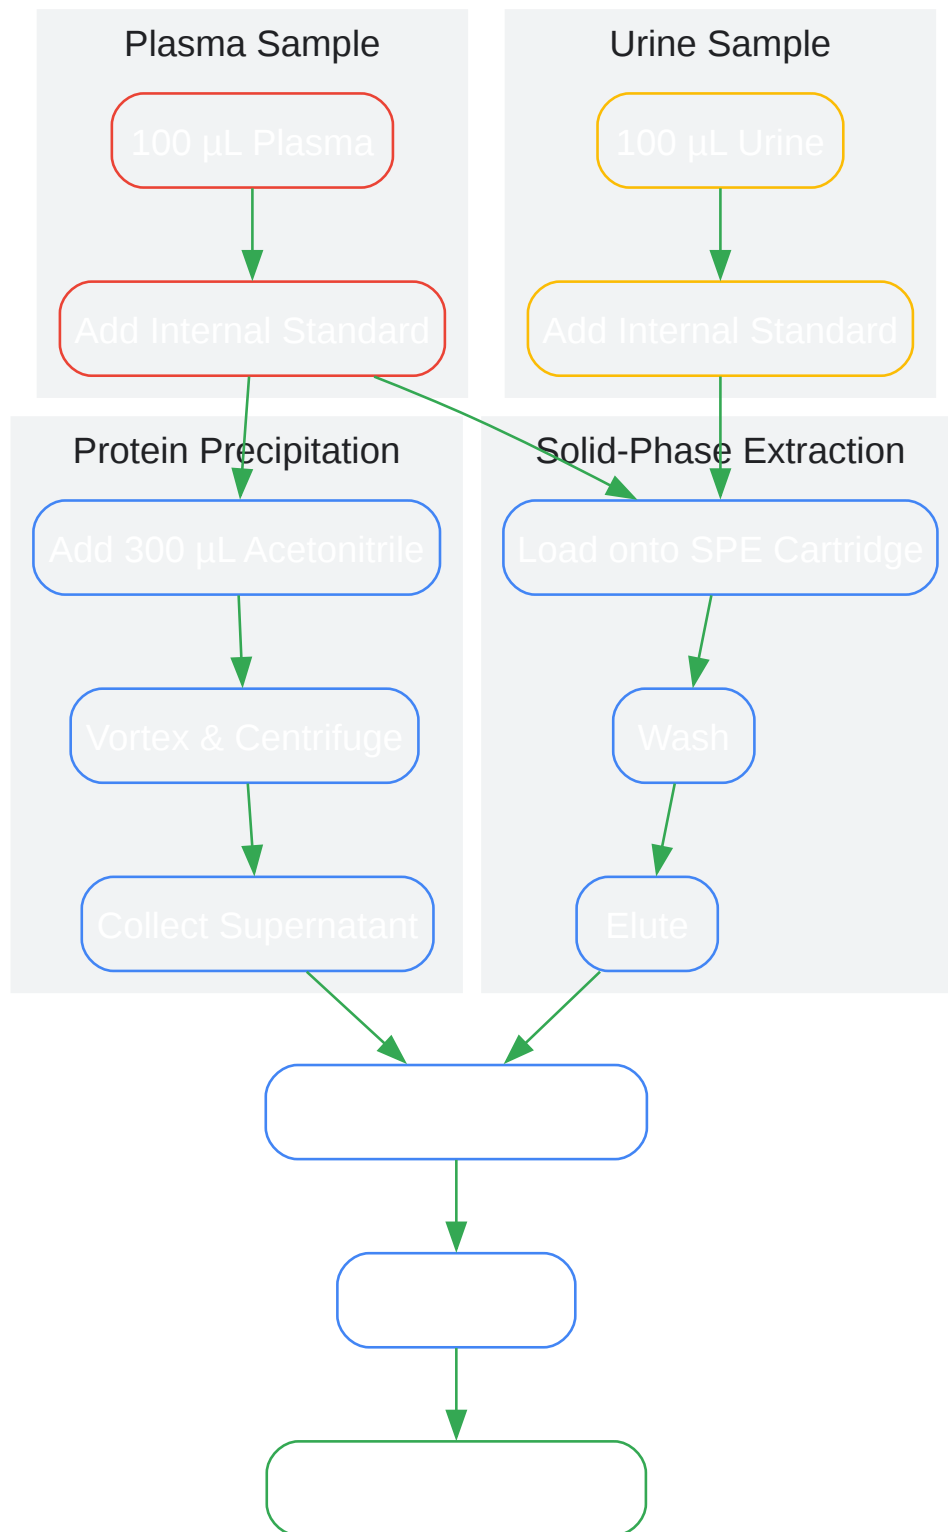 Plasma Sample
Urine Sample
100 µL Plasma
100 µL Urine
Add Internal Standard
Add Internal Standard
Protein Precipitation
Solid-Phase Extraction
Add 300 µL Acetonitrile
Load onto SPE Cartridge
Vortex & Centrifuge
Wash
Collect Supernatant
Elute